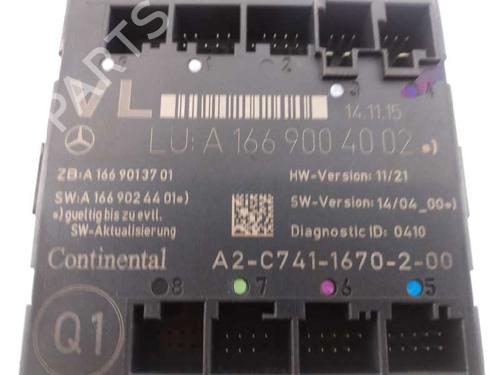 PARTS
2
4
VL
14.11.15
LU: A 166 900 40 02 •)
ZB: A 166 901 37 01
HW-Version: 11/21
SW: A 166 902 44 01•)
SW-Version: 14/04_00•)
•) gueltig bis zu evtl.
SW-Aktualisierung
Diagnostic ID: 0410
Continental
A2-C741-1670-2-00
8
7
6
5
Q1